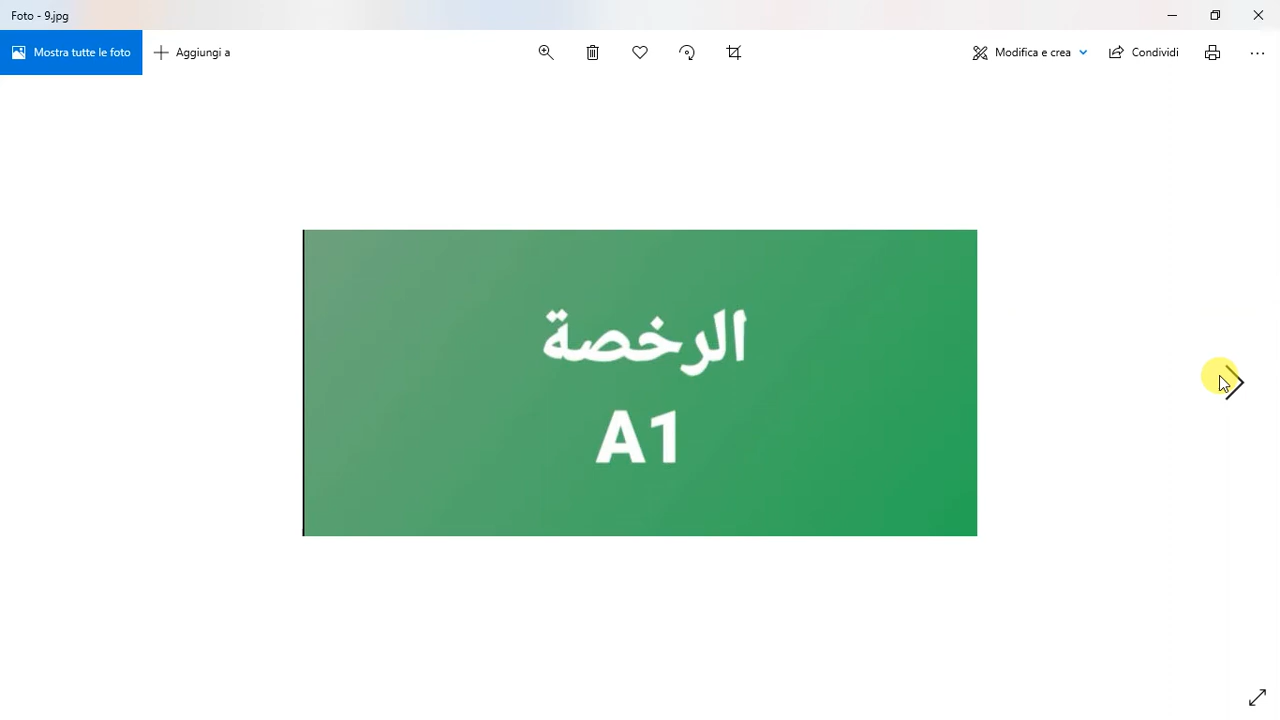 Foto - 9.jpg
Mostra tutte le foto
Aggiungi a
Modifica e crea
Condividi
الرخصة
A1